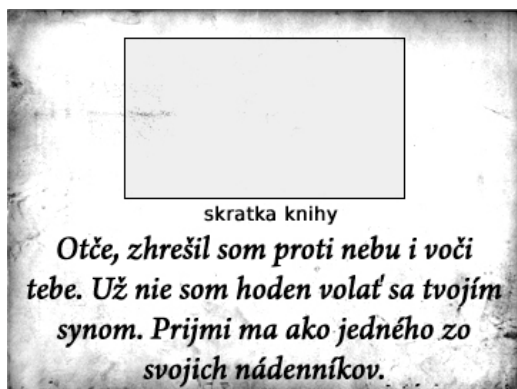 skratka knihy
Otče, zhrešil som proti nebu i voči
tebe. Už nie som hoden volať sa tvojím
synom. Prijmi ma ako jedného zo
svojich nádenníkov.